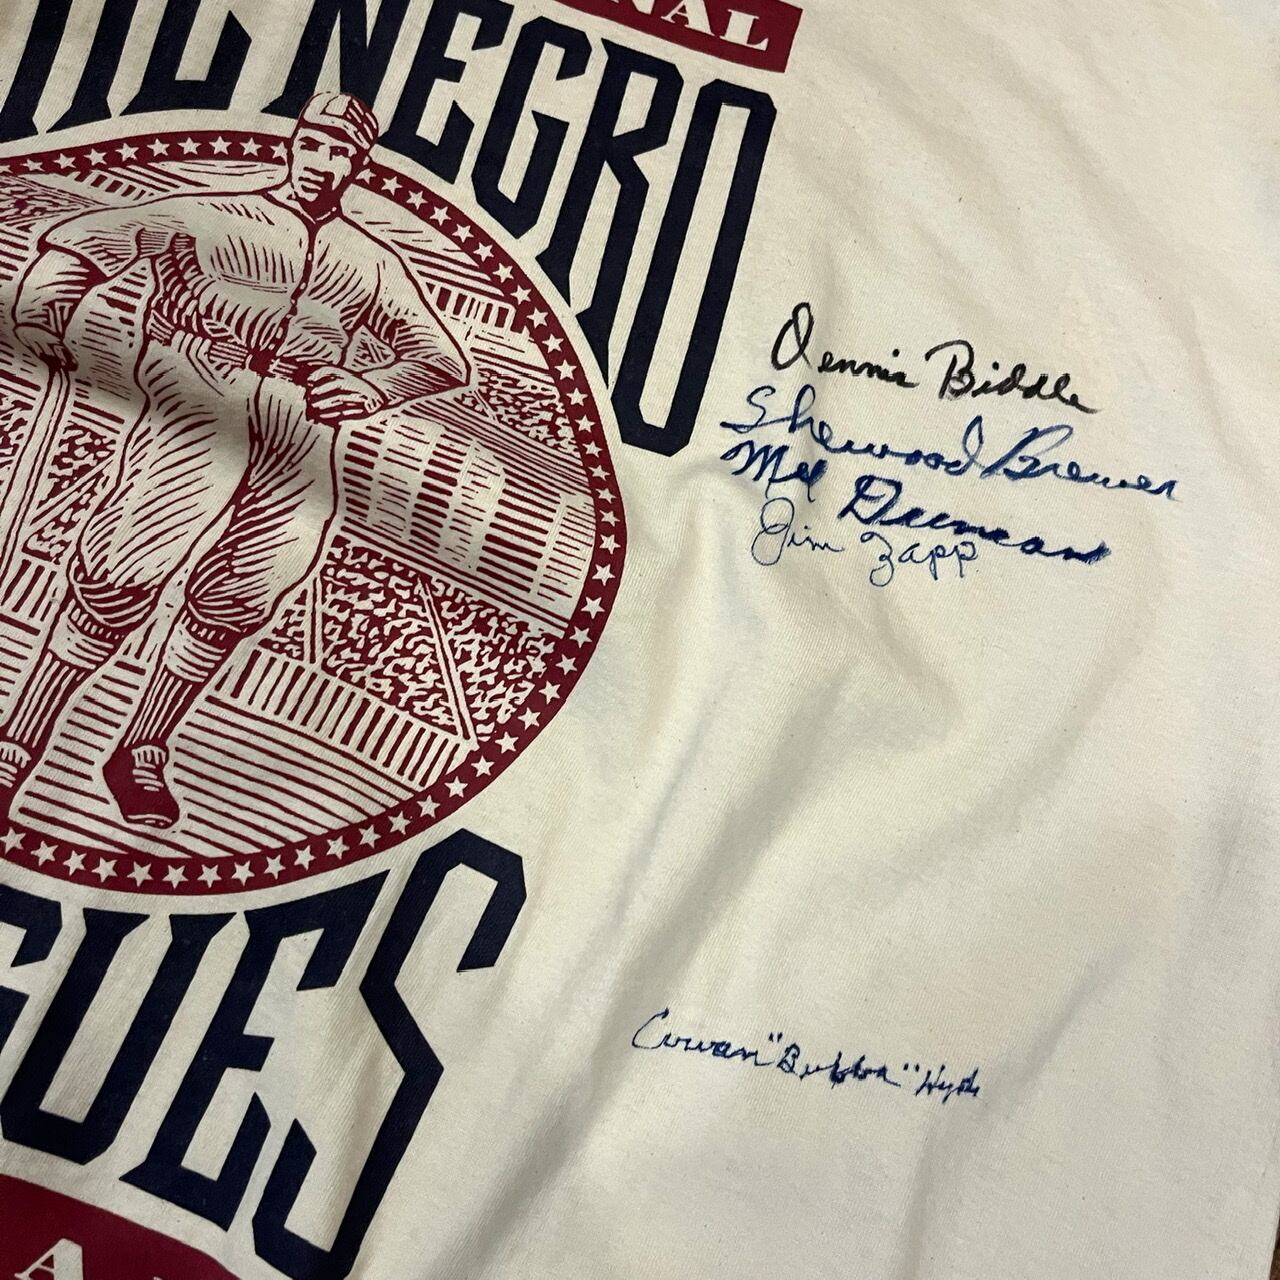 NAL
NEGRO
Dennis Biddle
Sherwood Brewer
Mel Duncan
Jim Zapp
GUES
Cowan "Bubba" Hyde
A